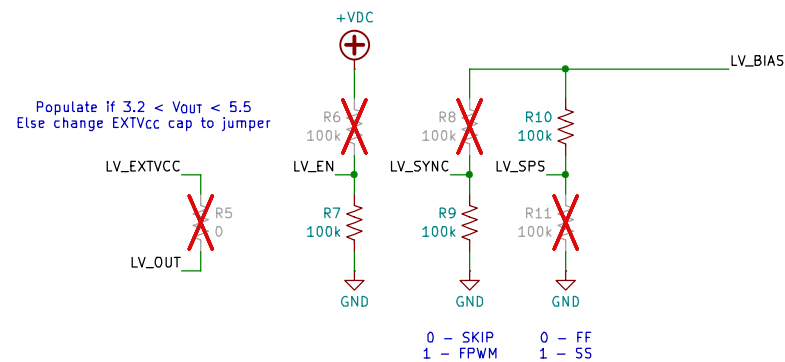 +VDC
LV_BIAS
Populate if 3.2 < VOUT < 5.5
Else change EXTVCC cap to jumper
R6
100k
R8
100k
R10
100k
LV_EXTVCC
LV_EN
LV_SYNC
LV_SPS
R5
0
R7
100k
R9
100k
R11
100k
LV_OUT
GND
GND
GND
0 - SKIP
1 - FPWM
0 - FF
1 - SS